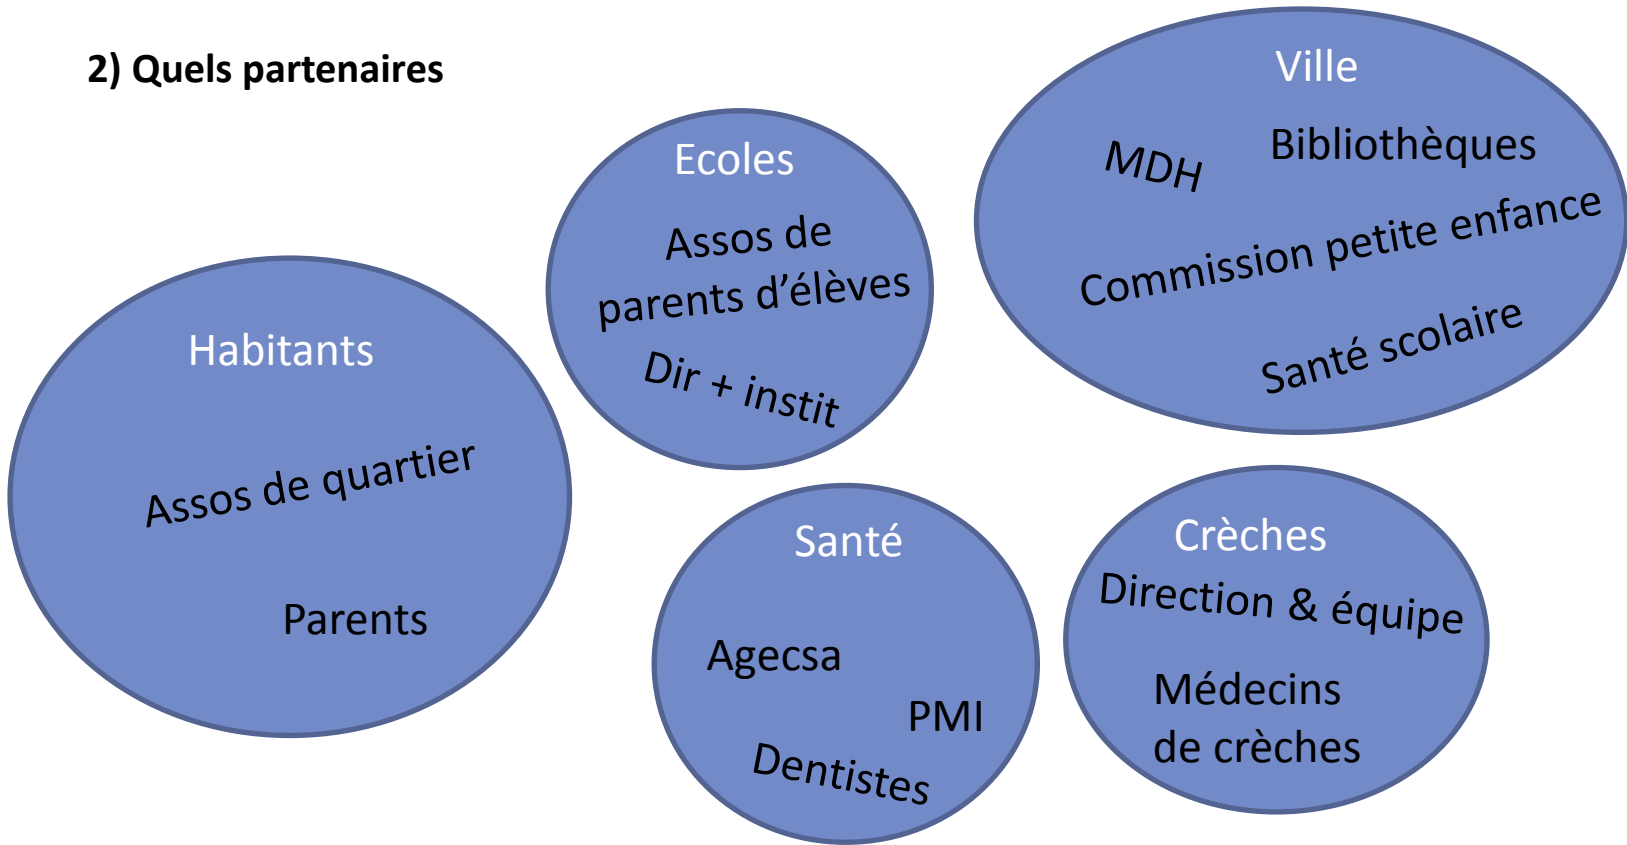 2) Quels partenaires
Habitants
Assos de quartier
Parents
Ecoles
Assos de
parents d’élèves
Dir + instit
Ville
MDH
Bibliothèques
Commission petite enfance
Santé scolaire
Santé
Agecsa
PMI
Dentistes
Crèches
Direction & équipe
Médecins
de crèches